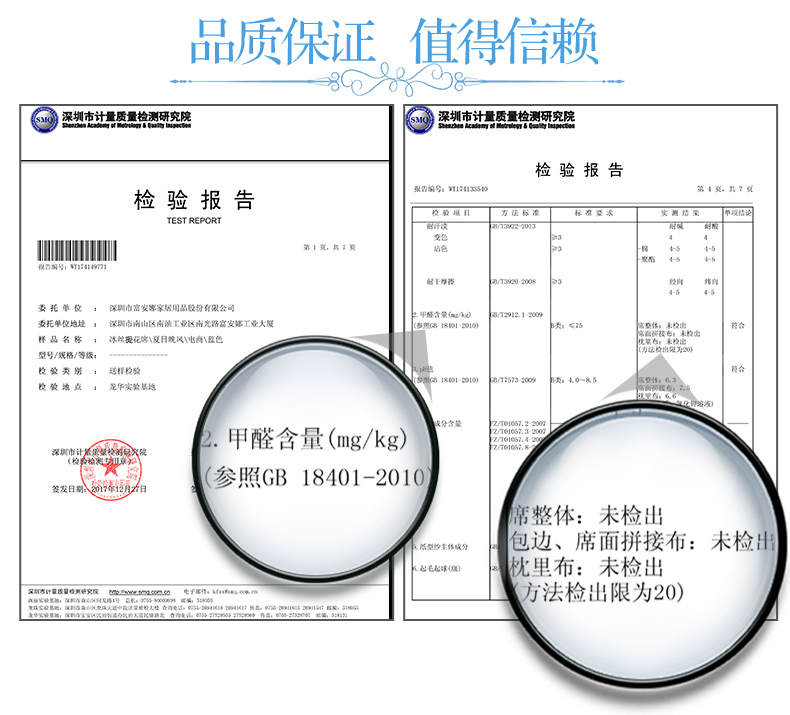 品质保证 值得信赖
SMQ 深圳市计量质量检测研究院
Shenzhen Academy of Metrology & Quality Inspection
检验报告
TEST REPORT
报告编号: WT174149771
第 1 页, 共 7 页
委托单位 : 深圳市富安娜家居用品股份有限公司
委托单位地址 : 深圳市南山区南油工业区南光路富安娜工业大厦
样品名称 : 冰丝提花席\夏日晚风\电商\蓝色
型号/规格/等级: ----------------
检验类别 : 送样检验
检验地点 : 龙华实验基地
深圳市计量质量检测研究院
(检验检测专用章)
签发日期: 2017年12月27日
深圳市计量质量检测研究院 http://www.smq.com.cn 电子邮件: kfzx@smq.com.cn
SMQ 深圳市计量质量检测研究院
Shenzhen Academy of Metrology & Quality Inspection
检验报告
报告编号: WT174133540
第 4 页, 共 7 页
检验项目 方法标准 标准要求 实测结果 单项结论
耐汗渍 GB/T3922-2013 耐碱 耐酸
变色 ≥3 4 4
沾色 ≥3 -棉 4-5 4-5
-聚酯 4-5 4-5
耐干摩擦 GB/T3920-2008 ≥3 经向 纬向
4-5 4-5
2.甲醛含量(mg/kg) GB/T2912.1-2009
(参照GB 18401-2010) B类: ≤75 席整体: 未检出 符合
席面拼接布: 未检出
枕里布: 未检出
(方法检出限为20)
pH值 符合
(参照GB 18401-2010) GB/T7573-2009 B类: 4.0~8.5 席整体: 6.3
席面拼接布: 7.5
枕里布: 6.6
成分含量 FZ/T01057.2-2007
FZ/T01057.3-2007
FZ/T01057.4-2007
纸型纱主体成分
6.起毛起球(级)
2.甲醛含量(mg/kg)
(参照GB 18401-2010)
席整体: 未检出
包边、席面拼接布: 未检出
枕里布: 未检出
(方法检出限为20)